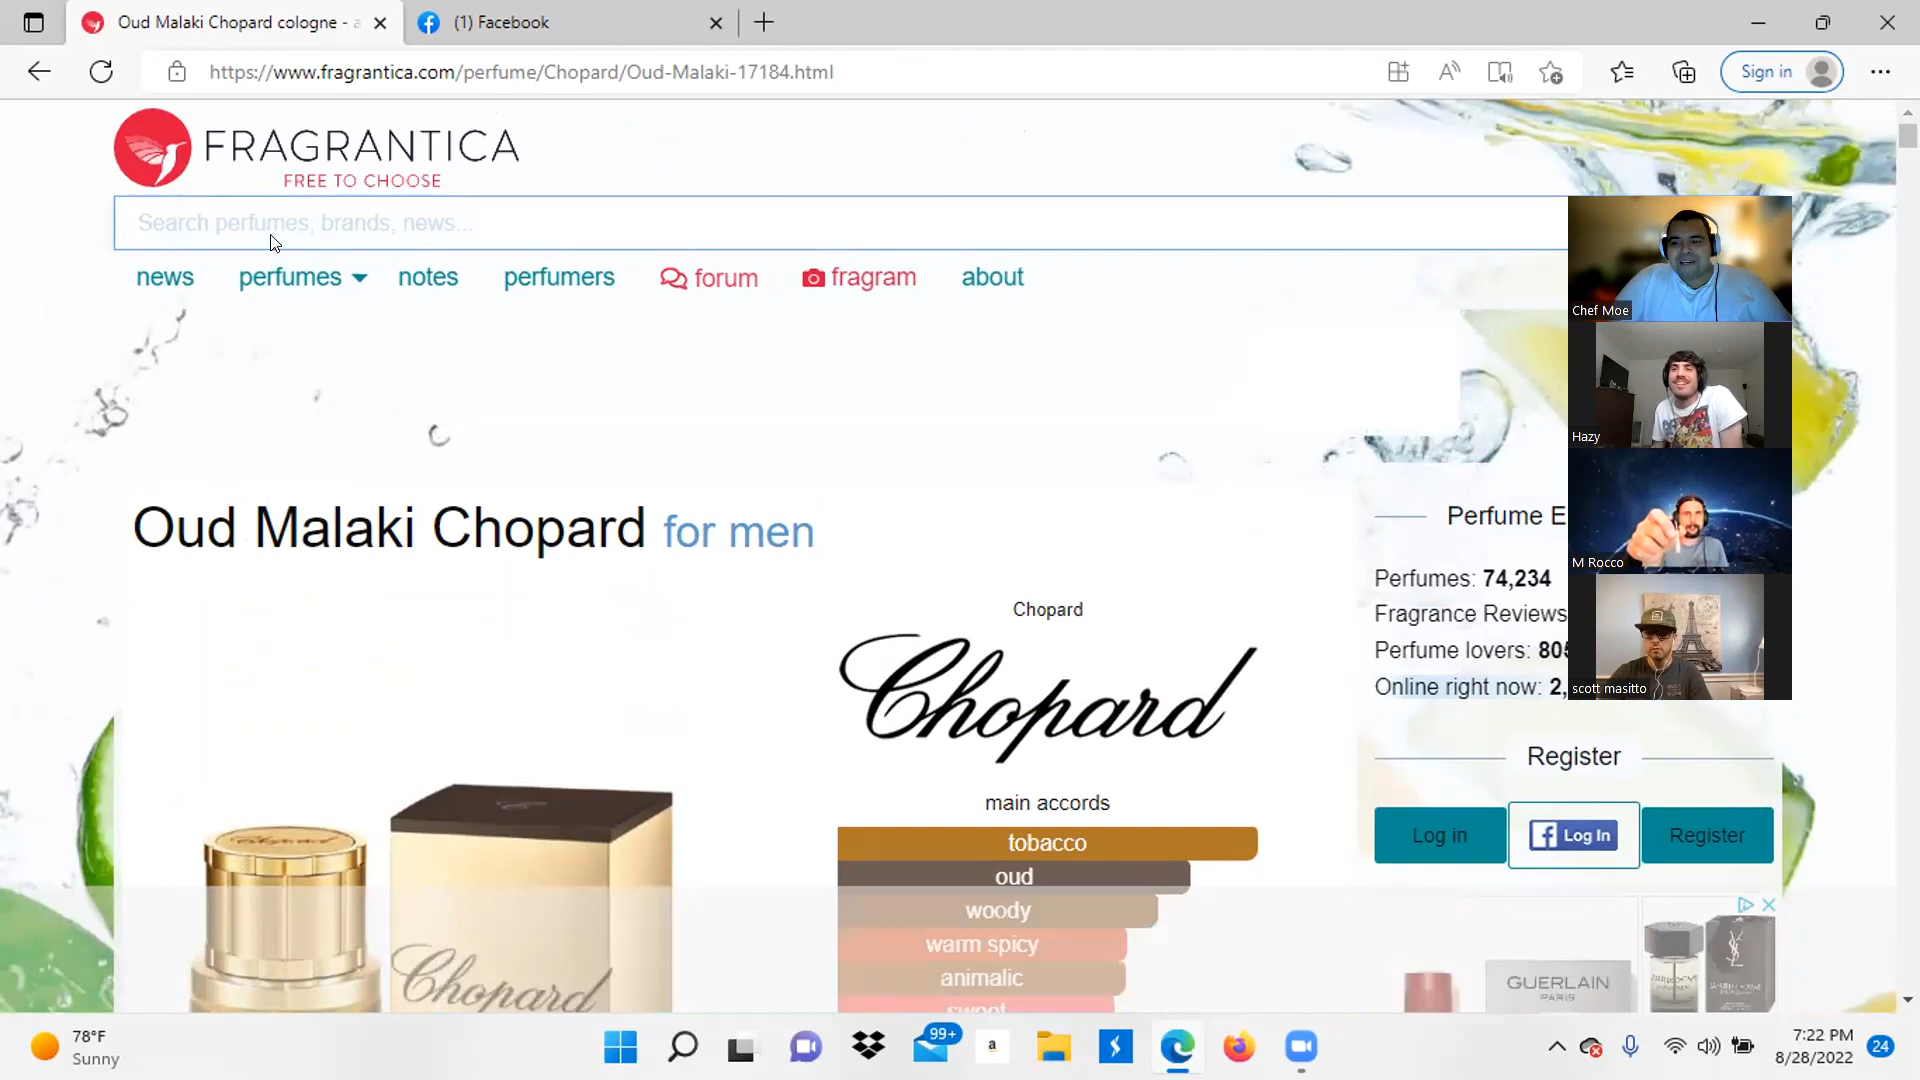 Oud Malaki Chopard cologne - a
(1) Facebook
https://www.fragrantica.com/perfume/Chopard/Oud-Malaki-17184.html
Sign in
FRAGRANTICA
FREE TO CHOOSE
Search perfumes, brands, news...
news perfumes notes perfumers forum fragram about
Chef Moe
Hazy
M Rocco
scott masitto
Oud Malaki Chopard for men
Perfume E
Perfumes: 74,234
Fragrance Reviews
Perfume lovers: 805
Online right now: 2,
Chopard
Chopard
main accords
tobacco
oud
woody
warm spicy
animalic
sweet
Register
Log in
Log In
Register
Chopard
Chopard
GUERLAIN
PARIS
YSL
78°F
Sunny
99+
a
7:22 PM
8/28/2022
24